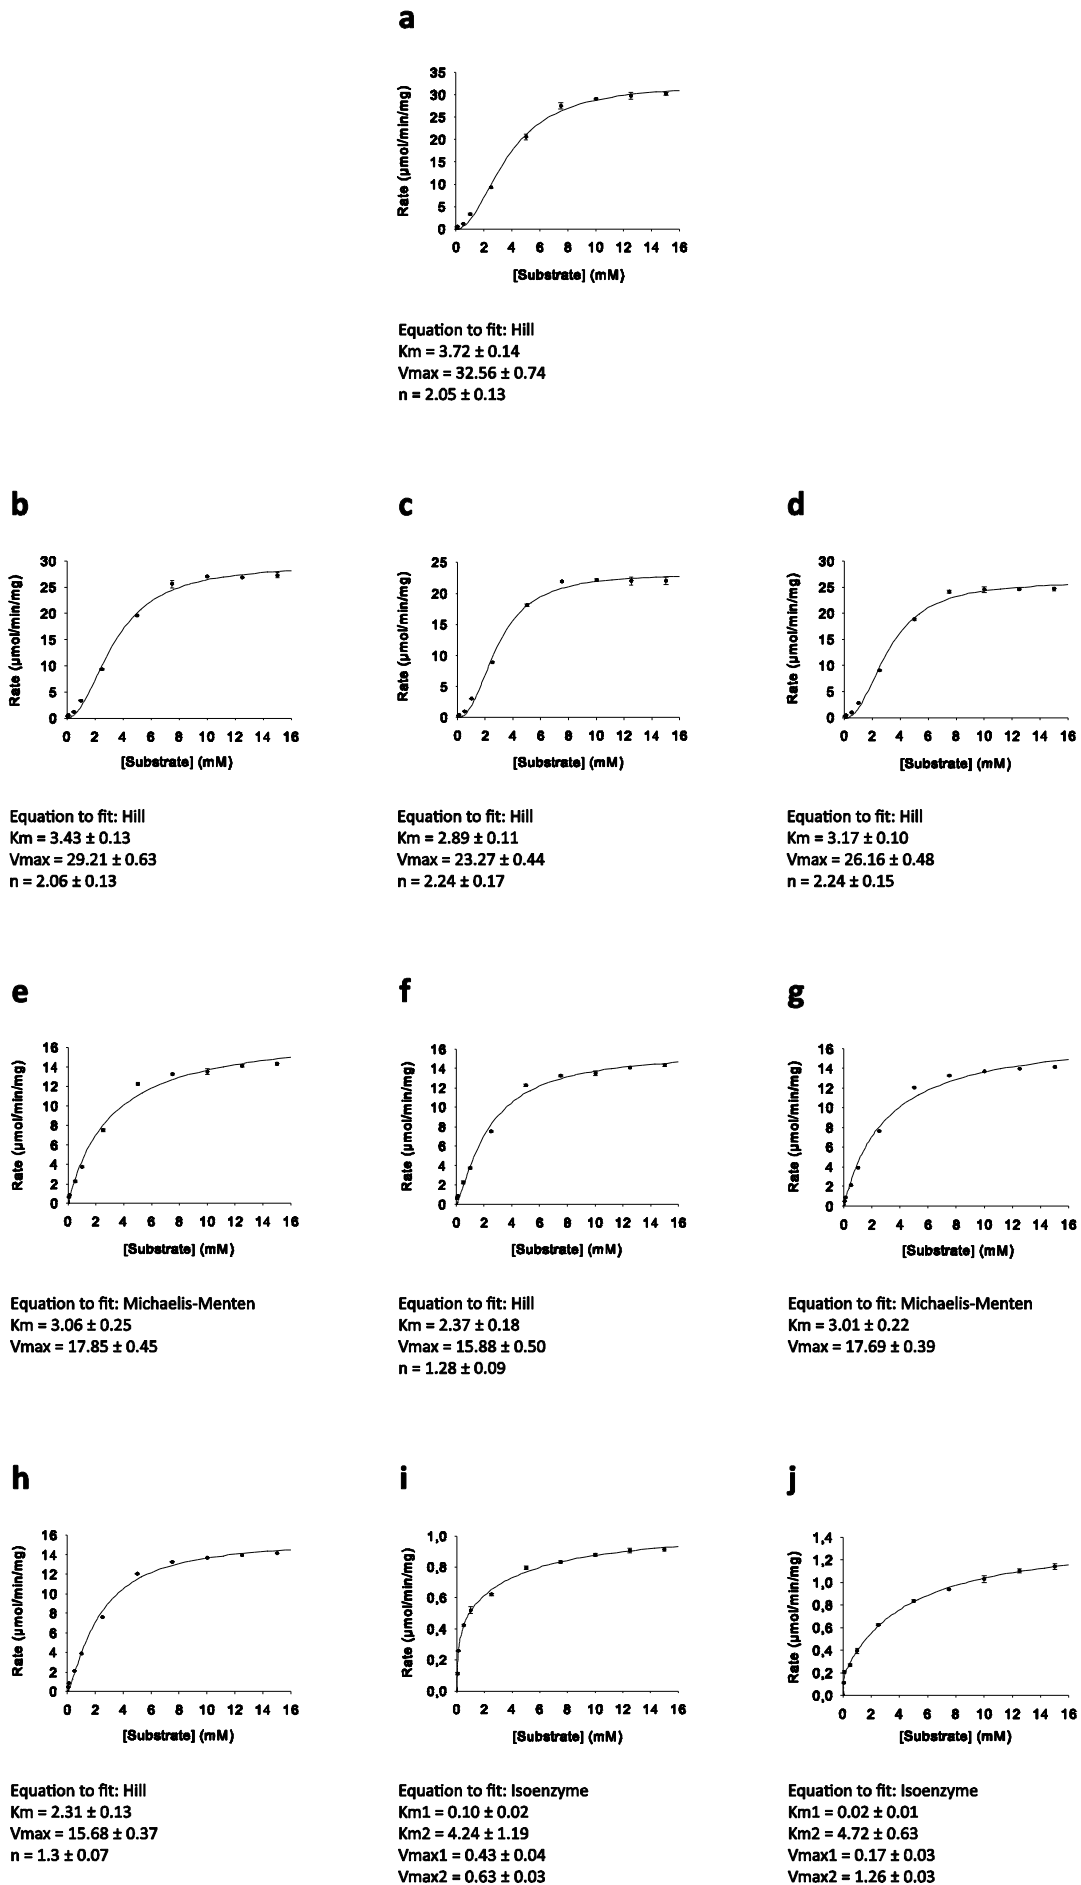 a
35
30
25
20
15
10
5
0
Rate (µmol/min/mg)
0 2 4 6 8 10 12 14 16
[Substrate] (mM)
Equation to fit: Hill
Km = 3.72 ± 0.14
Vmax = 32.56 ± 0.74
n = 2.05 ± 0.13
b
30
25
20
15
10
5
0
Rate (µmol/min/mg)
0 2 4 6 8 10 12 14 16
[Substrate] (mM)
Equation to fit: Hill
Km = 3.43 ± 0.13
Vmax = 29.21 ± 0.63
n = 2.06 ± 0.13
c
25
20
15
10
5
0
Rate (µmol/min/mg)
0 2 4 6 8 10 12 14 16
[Substrate] (mM)
Equation to fit: Hill
Km = 2.89 ± 0.11
Vmax = 23.27 ± 0.44
n = 2.24 ± 0.17
d
30
25
20
15
10
5
0
Rate (µmol/min/mg)
0 2 4 6 8 10 12 14 16
[Substrate] (mM)
Equation to fit: Hill
Km = 3.17 ± 0.10
Vmax = 26.16 ± 0.48
n = 2.24 ± 0.15
e
16
14
12
10
8
6
4
2
0
Rate (µmol/min/mg)
0 2 4 6 8 10 12 14 16
[Substrate] (mM)
Equation to fit: Michaelis-Menten
Km = 3.06 ± 0.25
Vmax = 17.85 ± 0.45
f
16
14
12
10
8
6
4
2
0
Rate (µmol/min/mg)
0 2 4 6 8 10 12 14 16
[Substrate] (mM)
Equation to fit: Hill
Km = 2.37 ± 0.18
Vmax = 15.88 ± 0.50
n = 1.28 ± 0.09
g
16
14
12
10
8
6
4
2
0
Rate (µmol/min/mg)
0 2 4 6 8 10 12 14 16
[Substrate] (mM)
Equation to fit: Michaelis-Menten
Km = 3.01 ± 0.22
Vmax = 17.69 ± 0.39
h
16
14
12
10
8
6
4
2
0
Rate (µmol/min/mg)
0 2 4 6 8 10 12 14 16
[Substrate] (mM)
Equation to fit: Hill
Km = 2.31 ± 0.13
Vmax = 15.68 ± 0.37
n = 1.3 ± 0.07
i
1,0
0,8
0,6
0,4
0,2
0,0
Rate (µmol/min/mg)
0 2 4 6 8 10 12 14 16
[Substrate] (mM)
Equation to fit: Isoenzyme
Km1 = 0.10 ± 0.02
Km2 = 4.24 ± 1.19
Vmax1 = 0.43 ± 0.04
Vmax2 = 0.63 ± 0.03
j
1,4
1,2
1,0
0,8
0,6
0,4
0,2
0,0
Rate (µmol/min/mg)
0 2 4 6 8 10 12 14 16
[Substrate] (mM)
Equation to fit: Isoenzyme
Km1 = 0.02 ± 0.01
Km2 = 4.72 ± 0.63
Vmax1 = 0.17 ± 0.03
Vmax2 = 1.26 ± 0.03